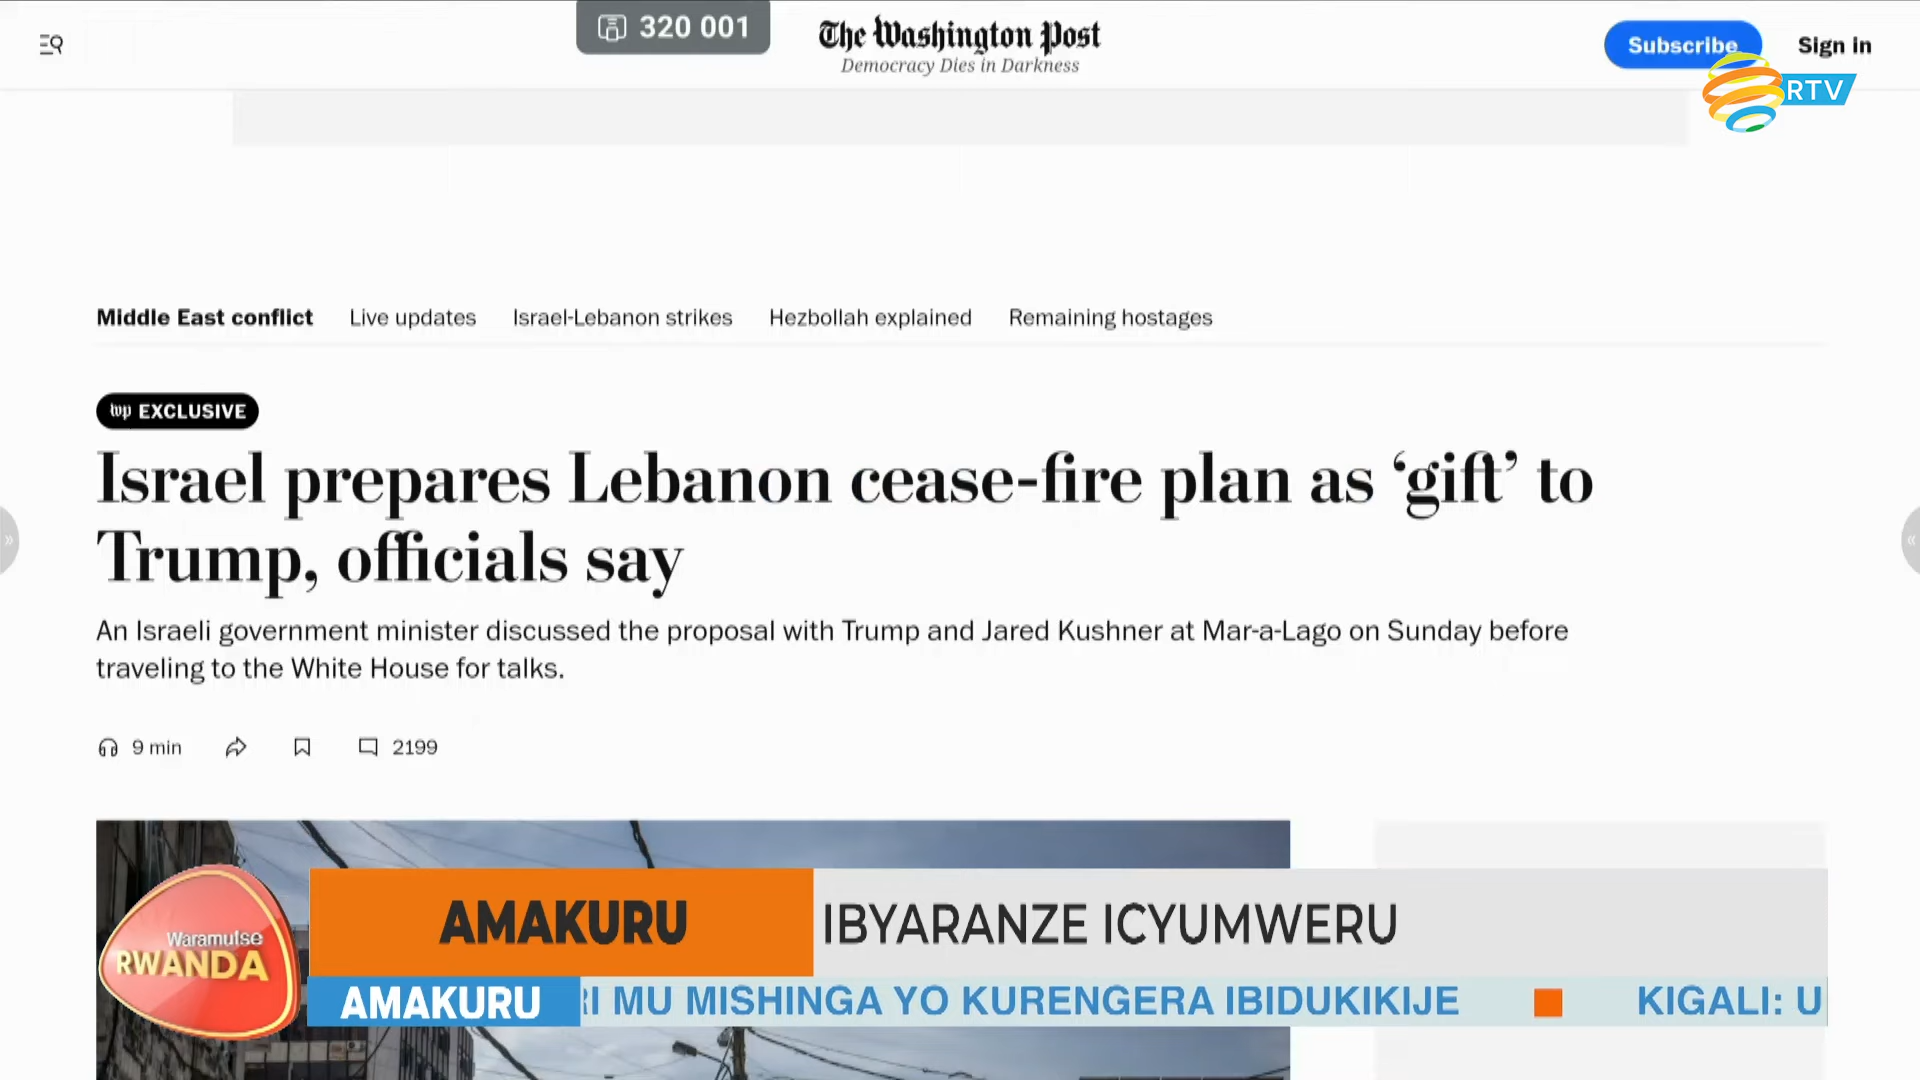 320 001
The Washington Post
Democracy Dies in Darkness
Subscribe
Sign in
RTV
Middle East conflict Live updates Israel-Lebanon strikes Hezbollah explained Remaining hostages
wp EXCLUSIVE
Israel prepares Lebanon cease-fire plan as ‘gift’ to
Trump, officials say
An Israeli government minister discussed the proposal with Trump and Jared Kushner at Mar-a-Lago on Sunday before
traveling to the White House for talks.
9 min 2199
Waramutse
RWANDA
AMAKURU
IBYARANZE ICYUMWERU
AMAKURU
RI MU MISHINGA YO KURENGERA IBIDUKIKIJE KIGALI: U